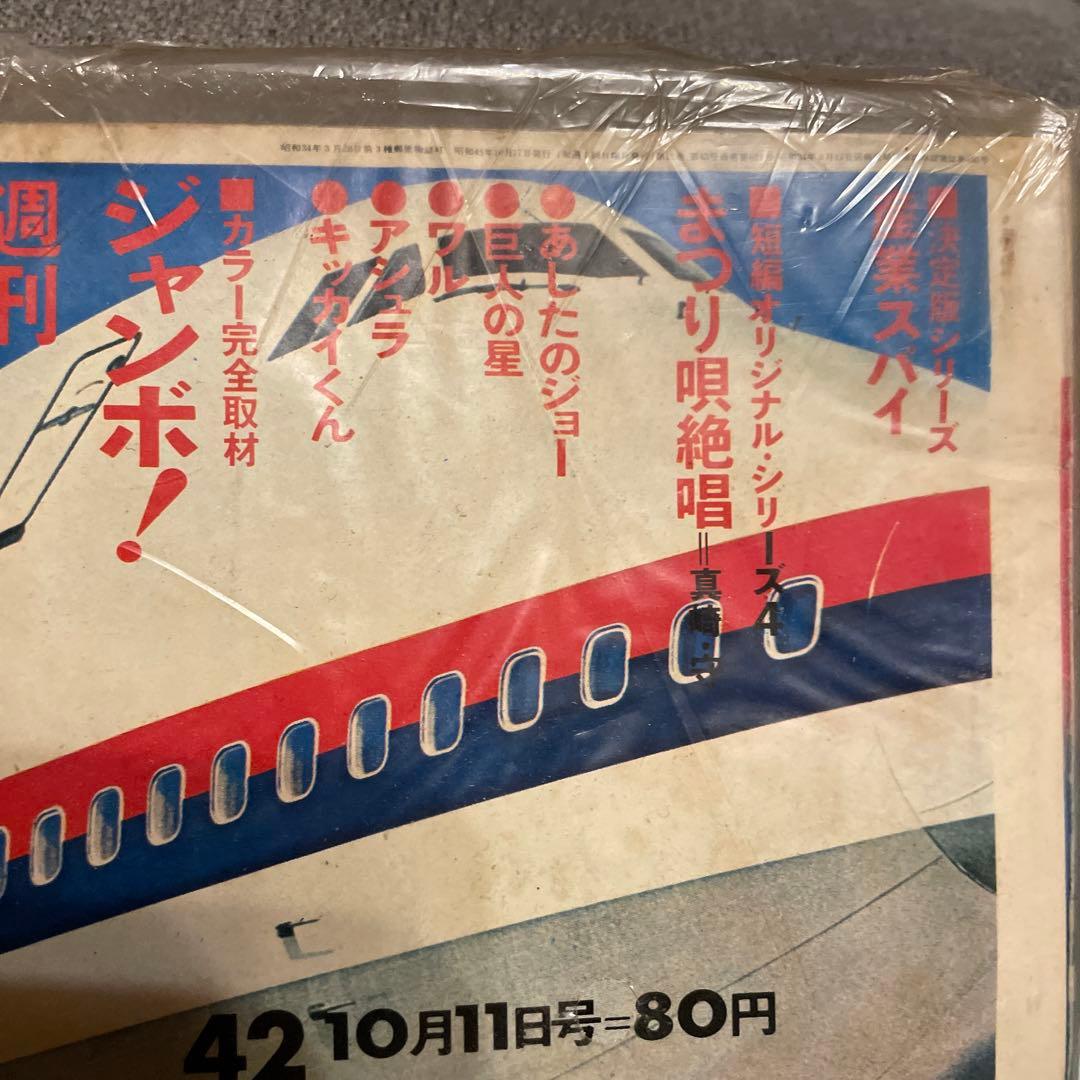 ■決定版シリーズ
産業スパイ
■短編オリジナル・シリーズ4
まつり唄絶唱=真崎・守
●あしたのジョー
●巨人の星
●ワル
●アシュラ
●キッカイくん
■カラー完全取材
ジャンボ!
週刊
42 10月11日号=80円